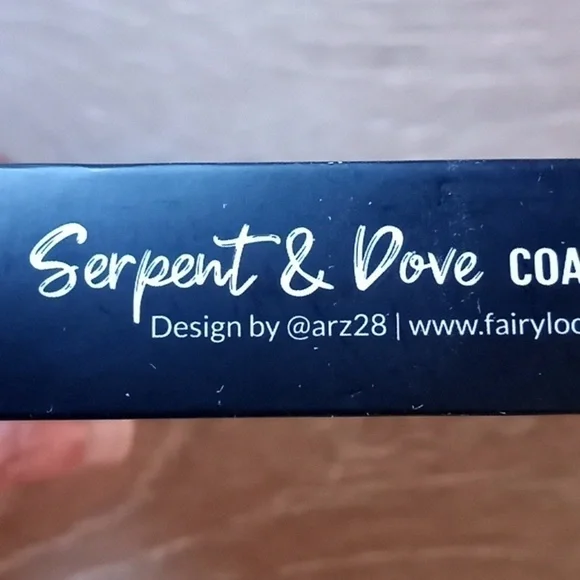 Serpent & Dove COA
Design by @arz28 | www.fairyloo